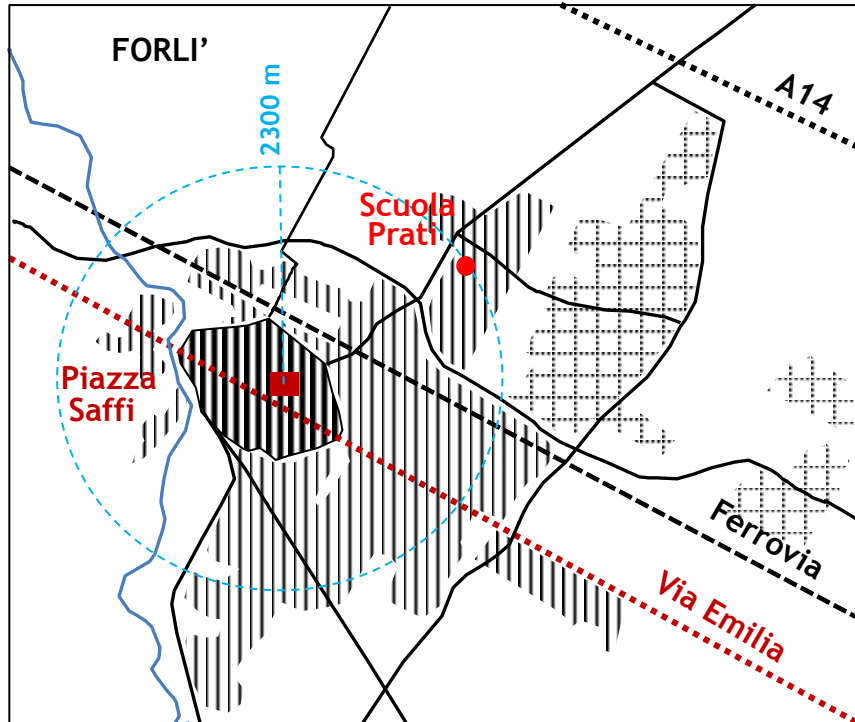 FORLI'
A14
2300 m
Scuola
Prati
Piazza
Saffi
Ferrovia
Via Emilia